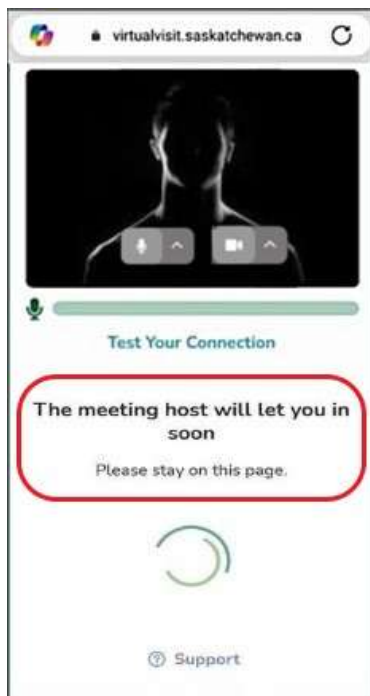 virtualvisit.saskatchewan.ca
Test Your Connection
The meeting host will let you in
soon
Please stay on this page.
Support